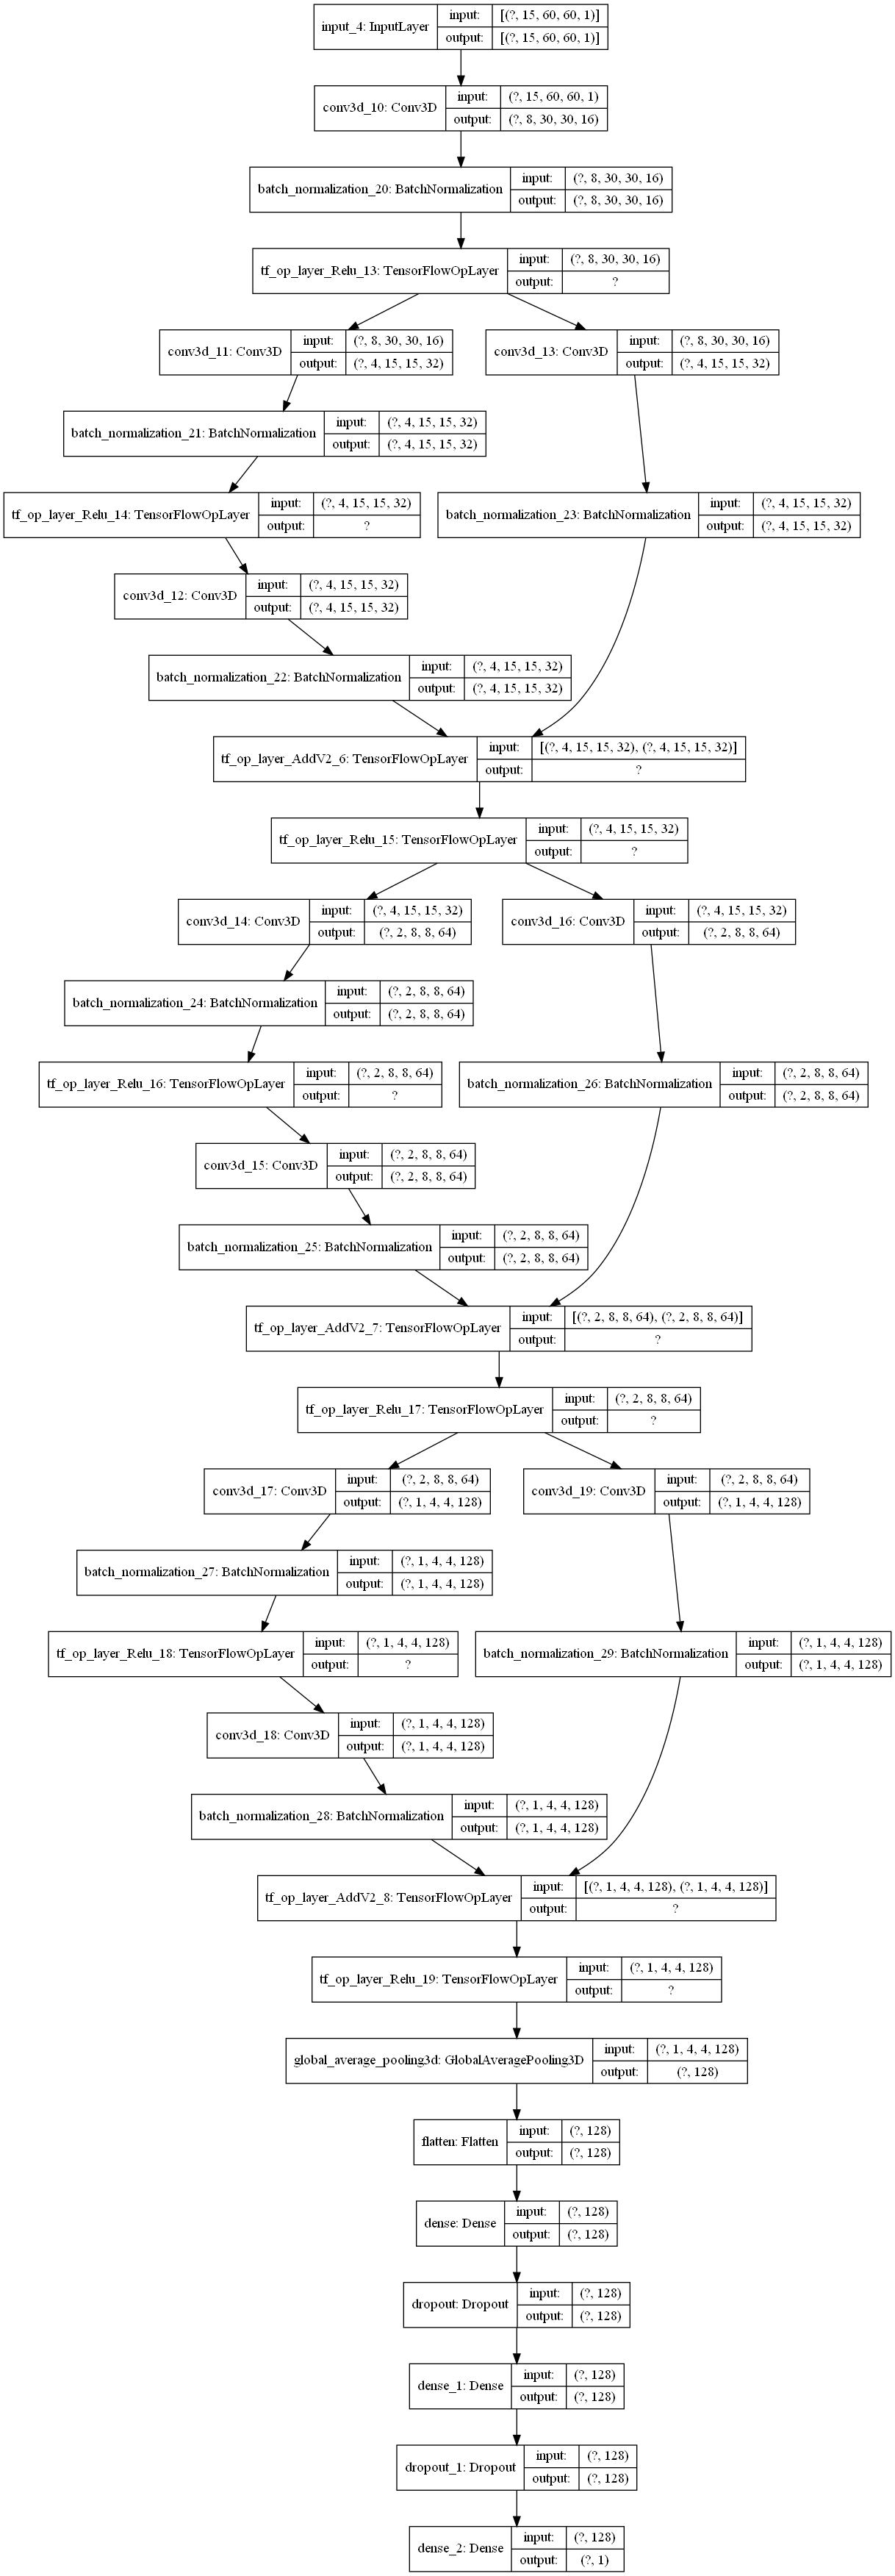 input_4: InputLayer
input: [(?, 15, 60, 60, 1)]
output: [(?, 15, 60, 60, 1)]
conv3d_10: Conv3D
input: (?, 15, 60, 60, 1)
output: (?, 8, 30, 30, 16)
batch_normalization_20: BatchNormalization
input: (?, 8, 30, 30, 16)
output: (?, 8, 30, 30, 16)
tf_op_layer_Relu_13: TensorFlowOpLayer
input: (?, 8, 30, 30, 16)
output: ?
conv3d_11: Conv3D
input: (?, 8, 30, 30, 16)
output: (?, 4, 15, 15, 32)
conv3d_13: Conv3D
input: (?, 8, 30, 30, 16)
output: (?, 4, 15, 15, 32)
batch_normalization_21: BatchNormalization
input: (?, 4, 15, 15, 32)
output: (?, 4, 15, 15, 32)
tf_op_layer_Relu_14: TensorFlowOpLayer
input: (?, 4, 15, 15, 32)
output: ?
batch_normalization_23: BatchNormalization
input: (?, 4, 15, 15, 32)
output: (?, 4, 15, 15, 32)
conv3d_12: Conv3D
input: (?, 4, 15, 15, 32)
output: (?, 4, 15, 15, 32)
batch_normalization_22: BatchNormalization
input: (?, 4, 15, 15, 32)
output: (?, 4, 15, 15, 32)
tf_op_layer_AddV2_6: TensorFlowOpLayer
input: [(?, 4, 15, 15, 32), (?, 4, 15, 15, 32)]
output: ?
tf_op_layer_Relu_15: TensorFlowOpLayer
input: (?, 4, 15, 15, 32)
output: ?
conv3d_14: Conv3D
input: (?, 4, 15, 15, 32)
output: (?, 2, 8, 8, 64)
conv3d_16: Conv3D
input: (?, 4, 15, 15, 32)
output: (?, 2, 8, 8, 64)
batch_normalization_24: BatchNormalization
input: (?, 2, 8, 8, 64)
output: (?, 2, 8, 8, 64)
tf_op_layer_Relu_16: TensorFlowOpLayer
input: (?, 2, 8, 8, 64)
output: ?
batch_normalization_26: BatchNormalization
input: (?, 2, 8, 8, 64)
output: (?, 2, 8, 8, 64)
conv3d_15: Conv3D
input: (?, 2, 8, 8, 64)
output: (?, 2, 8, 8, 64)
batch_normalization_25: BatchNormalization
input: (?, 2, 8, 8, 64)
output: (?, 2, 8, 8, 64)
tf_op_layer_AddV2_7: TensorFlowOpLayer
input: [(?, 2, 8, 8, 64), (?, 2, 8, 8, 64)]
output: ?
tf_op_layer_Relu_17: TensorFlowOpLayer
input: (?, 2, 8, 8, 64)
output: ?
conv3d_17: Conv3D
input: (?, 2, 8, 8, 64)
output: (?, 1, 4, 4, 128)
conv3d_19: Conv3D
input: (?, 2, 8, 8, 64)
output: (?, 1, 4, 4, 128)
batch_normalization_27: BatchNormalization
input: (?, 1, 4, 4, 128)
output: (?, 1, 4, 4, 128)
tf_op_layer_Relu_18: TensorFlowOpLayer
input: (?, 1, 4, 4, 128)
output: ?
batch_normalization_29: BatchNormalization
input: (?, 1, 4, 4, 128)
output: (?, 1, 4, 4, 128)
conv3d_18: Conv3D
input: (?, 1, 4, 4, 128)
output: (?, 1, 4, 4, 128)
batch_normalization_28: BatchNormalization
input: (?, 1, 4, 4, 128)
output: (?, 1, 4, 4, 128)
tf_op_layer_AddV2_8: TensorFlowOpLayer
input: [(?, 1, 4, 4, 128), (?, 1, 4, 4, 128)]
output: ?
tf_op_layer_Relu_19: TensorFlowOpLayer
input: (?, 1, 4, 4, 128)
output: ?
global_average_pooling3d: GlobalAveragePooling3D
input: (?, 1, 4, 4, 128)
output: (?, 128)
flatten: Flatten
input: (?, 128)
output: (?, 128)
dense: Dense
input: (?, 128)
output: (?, 128)
dropout: Dropout
input: (?, 128)
output: (?, 128)
dense_1: Dense
input: (?, 128)
output: (?, 128)
dropout_1: Dropout
input: (?, 128)
output: (?, 128)
dense_2: Dense
input: (?, 128)
output: (?, 1)